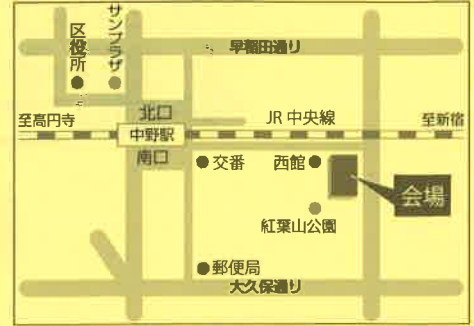 サンプラザ
区役所
早稲田通り
北口
JR 中央線
至高円寺
中野駅
至新宿
南口
交番
西館
会場
紅葉山公園
郵便局
大久保通り